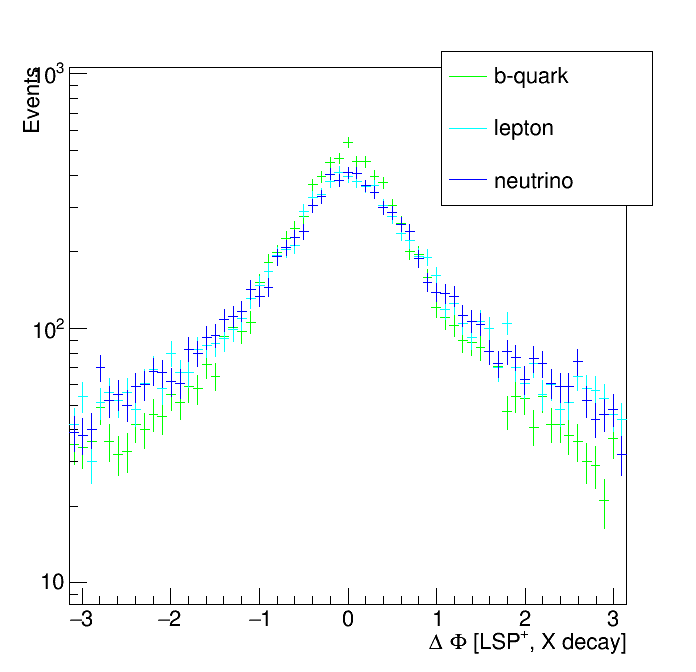 Events
10³
10²
10
b-quark
lepton
neutrino
−3 −2 −1 0 1 2 3
Δ Φ [LSP⁺, X decay]